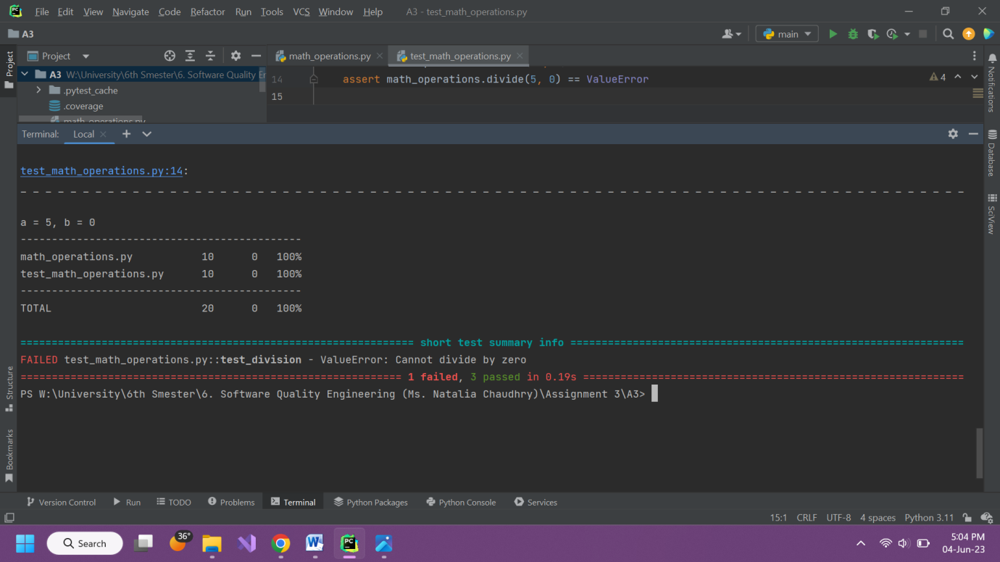 PC File Edit View Navigate Code Refactor Run Tools VCS Window Help A3 - test_math_operations.py
A3 main
Project
Project math_operations.py test_math_operations.py
A3 W:\University\6th Smester\6. Software Quality Er
.pytest_cache
.coverage
math_operations.py
14 assert math_operations.divide(5, 0) == ValueError 4
15
Notifications
Database
SciView
Terminal: Local
test_math_operations.py:14:
- - - - - - - - - - - - - - - - - - - - - - - - - - - - - - - - - - - - - - - - - - - - - - - - - - - - - - - - - - - - - - - - - - - - - - - - - - - -
a = 5, b = 0
---------------------------------------------
math_operations.py 10 0 100%
test_math_operations.py 10 0 100%
---------------------------------------------
TOTAL 20 0 100%
=============================================================== short test summary info ===============================================================
FAILED test_math_operations.py::test_division - ValueError: Cannot divide by zero
============================================================= 1 failed, 3 passed in 0.19s =============================================================
PS W:\University\6th Smester\6. Software Quality Engineering (Ms. Natalia Chaudhry)\Assignment 3\A3>
Structure
Bookmarks
Version Control Run TODO Problems Terminal Python Packages Python Console Services
15:1 CRLF UTF-8 4 spaces Python 3.11
Search 36° W PC
5:04 PM
04-Jun-23